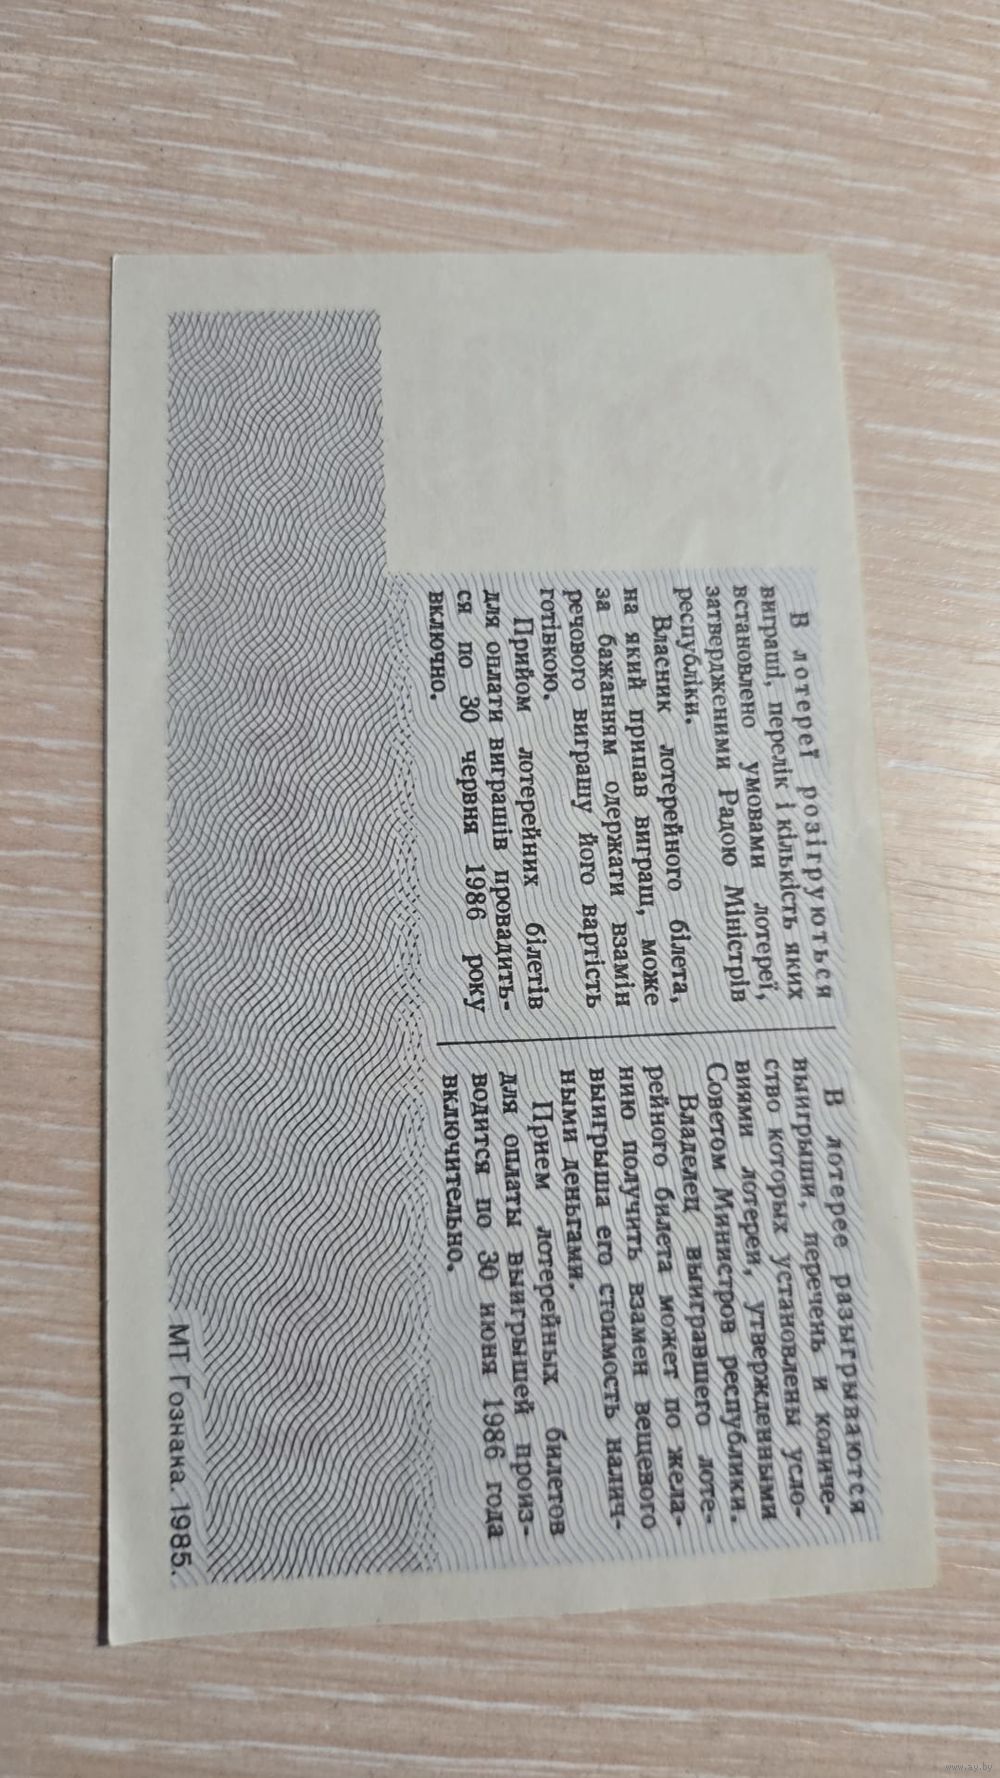 В лотереї розігруються
виграші, перелік і кількість яких
встановлено умовами лотереї,
затвердженими Радою Міністрів
республіки.
Власник лотерейного білета,
на який припав виграш, може
за бажанням одержати взамін
речового виграшу його вартість
готівкою.
Прийом лотерейних білетів
для оплати виграшів провадить-
ся по 30 червня 1986 року
включно.
В лотерее разыгрываются
выигрыши, перечень и количе-
ство которых установлены усло-
виями лотереи, утвержденными
Советом Министров республики.
Владелец выигравшего лоте-
рейного билета может по жела-
нию получить взамен вещевого
выигрыша его стоимость налич-
ными деньгами.
Прием лотерейных билетов
для оплаты выигрышей произ-
водится по 30 июня 1986 года
включительно.
МТ Гознака. 1985.
www.ay.by